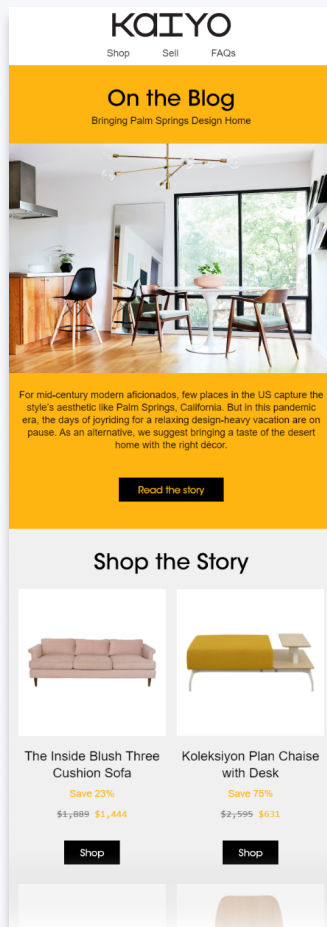 KAIYO
Shop Sell FAQs
On the Blog
Bringing Palm Springs Design Home
For mid-century modern aficionados, few places in the US capture the
style's aesthetic like Palm Springs, California. But in this pandemic
era, the days of joyriding for a relaxing design-heavy vacation are on
pause. As an alternative, we suggest bringing a taste of the desert
home with the right décor.
Read the story
Shop the Story
The Inside Blush Three
Cushion Sofa
Save 23%
$1,889 $1,444
Shop
Koleksiyon Plan Chaise
with Desk
Save 75%
$2,595 $631
Shop